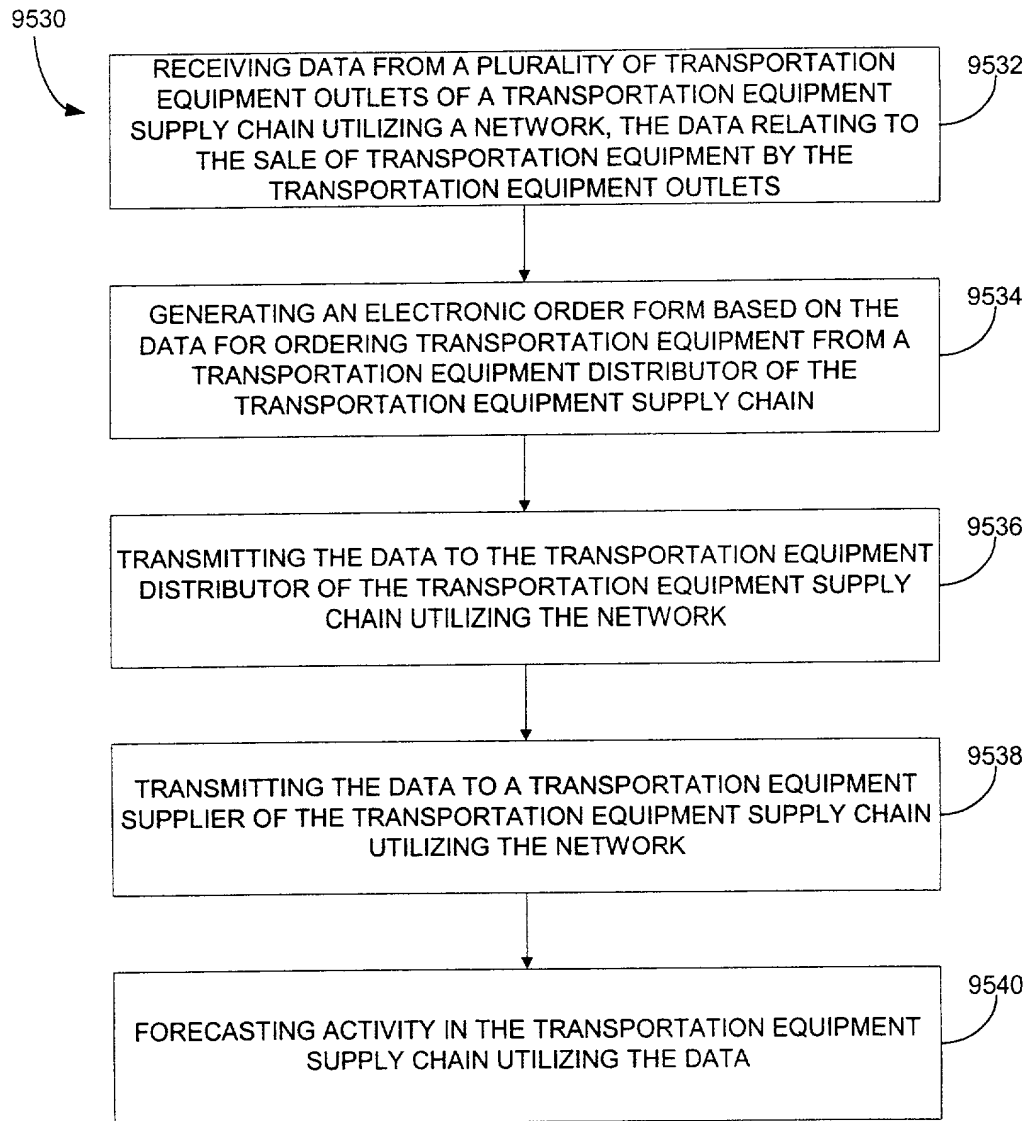 9530
RECEIVING DATA FROM A PLURALITY OF TRANSPORTATION
EQUIPMENT OUTLETS OF A TRANSPORTATION EQUIPMENT
SUPPLY CHAIN UTILIZING A NETWORK, THE DATA RELATING TO
THE SALE OF TRANSPORTATION EQUIPMENT BY THE
TRANSPORTATION EQUIPMENT OUTLETS
9532
GENERATING AN ELECTRONIC ORDER FORM BASED ON THE
DATA FOR ORDERING TRANSPORTATION EQUIPMENT FROM A
TRANSPORTATION EQUIPMENT DISTRIBUTOR OF THE
TRANSPORTATION EQUIPMENT SUPPLY CHAIN
9534
TRANSMITTING THE DATA TO THE TRANSPORTATION EQUIPMENT
DISTRIBUTOR OF THE TRANSPORTATION EQUIPMENT SUPPLY
CHAIN UTILIZING THE NETWORK
9536
TRANSMITTING THE DATA TO A TRANSPORTATION EQUIPMENT
SUPPLIER OF THE TRANSPORTATION EQUIPMENT SUPPLY CHAIN
UTILIZING THE NETWORK
9538
FORECASTING ACTIVITY IN THE TRANSPORTATION EQUIPMENT
SUPPLY CHAIN UTILIZING THE DATA
9540